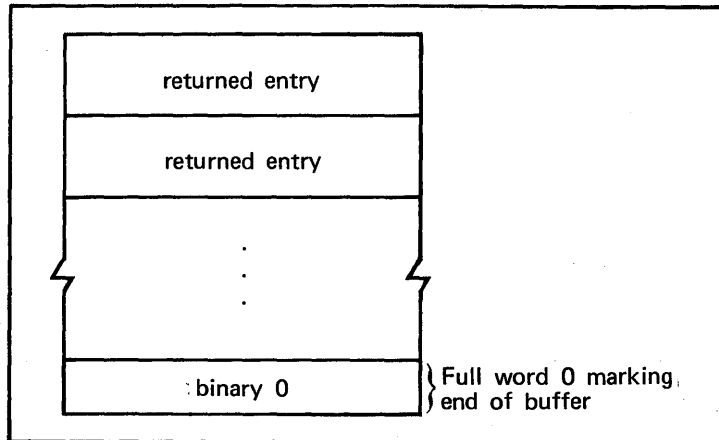 returned entry
returned entry
.
.
.
binary 0
Full word 0 marking
end of buffer